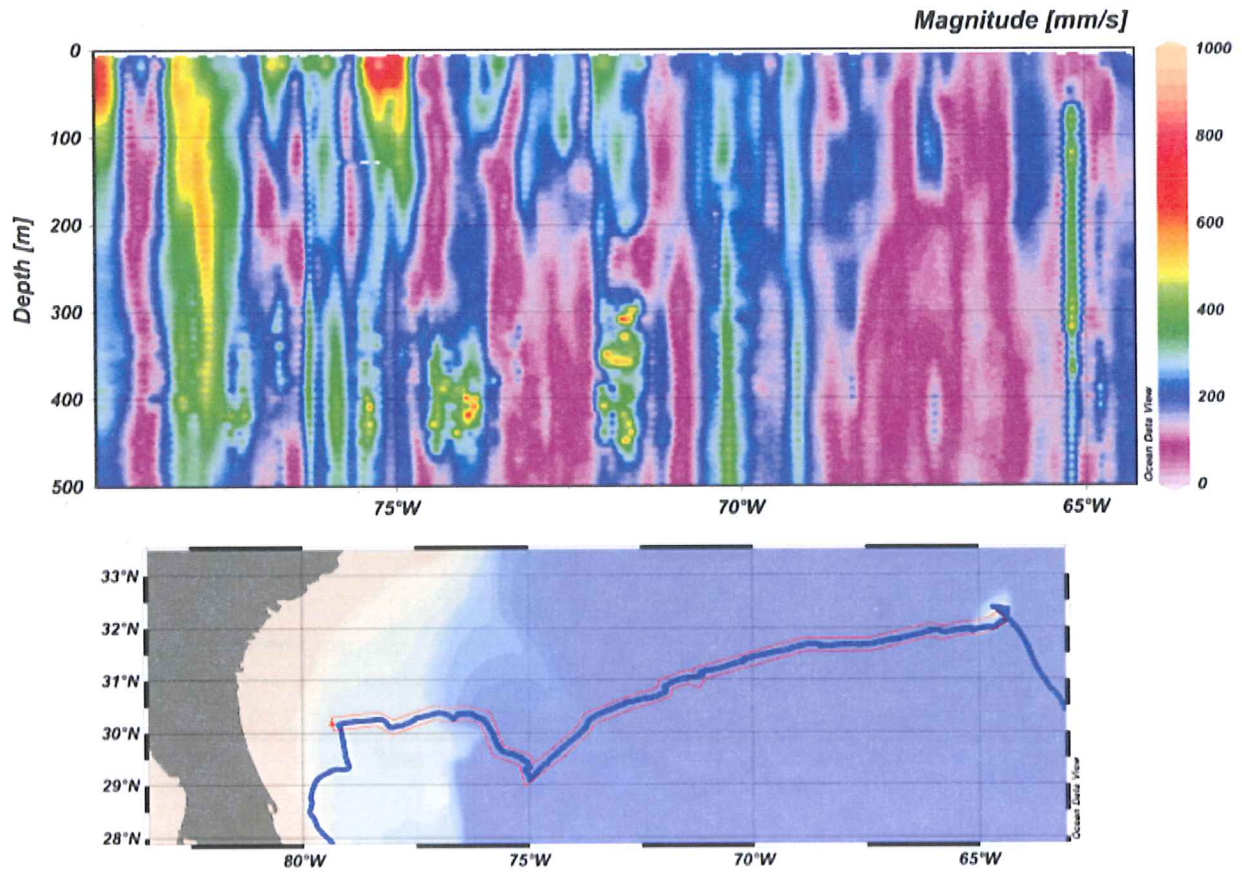 Magnitude [mm/s]
0
100
200
300
400
500
Depth [m]
75°W
70°W
65°W
1000
800
600
400
200
0
Ocean Data View
33°N
32°N
31°N
30°N
29°N
28°N
80°W
75°W
70°W
65°W
Ocean Data View